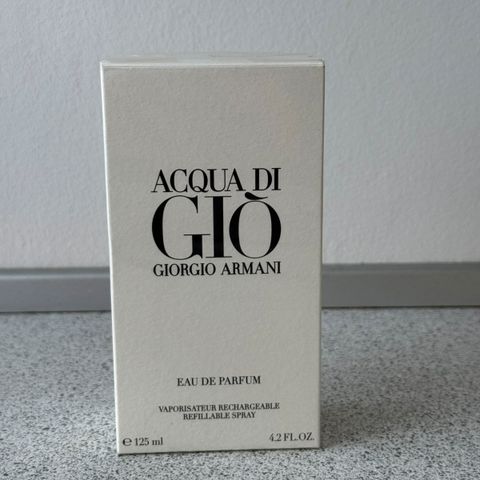 ACQUA DI
GIÒ
GIORGIO ARMANI
EAU DE PARFUM
VAPORISATEUR RECHARGEABLE
REFILLABLE SPRAY
℮ 125 ml 4.2 FL.OZ.